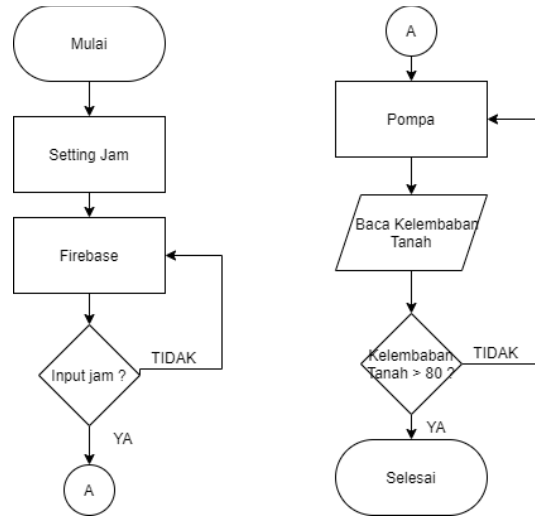 Mulai
Setting Jam
Firebase
Input jam ?
TIDAK
YA
A
A
Pompa
Baca Kelembaban
Tanah
Kelembaban
Tanah > 80 ?
TIDAK
YA
Selesai